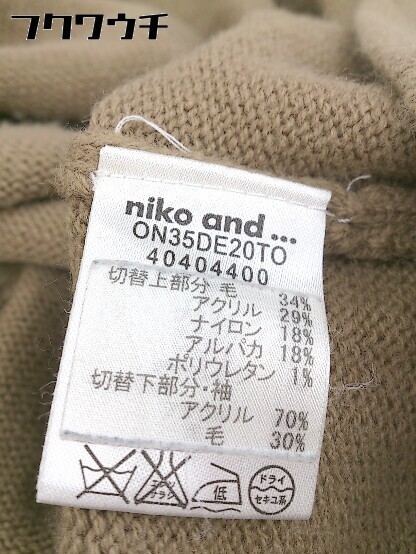 フクワウチ
niko and ...
ON35DE20TO
40404400
切替上部分 毛 34%
アクリル 29%
ナイロン 18%
アルパカ 18%
ポリウレタン 1%
切替下部分・袖
アクリル 70%
毛 30%
低
ドライ
セキユ系